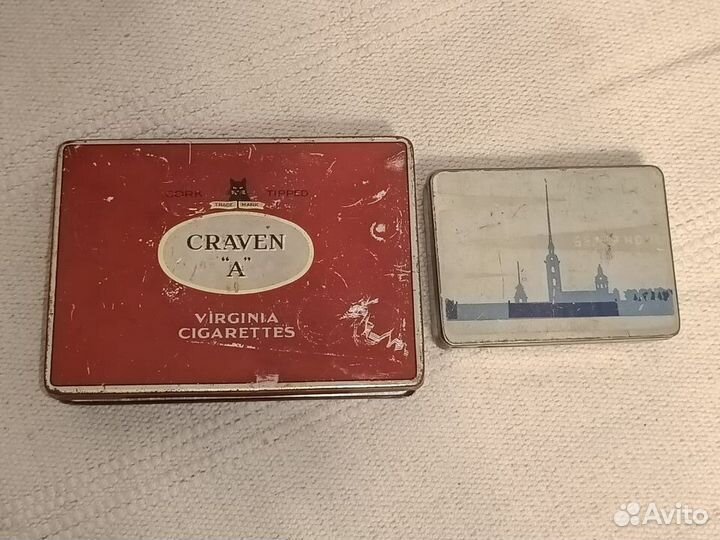 CORK TIPPED
TRADE MARK
CRAVEN
"A"
VIRGINIA
CIGARETTES
Avito